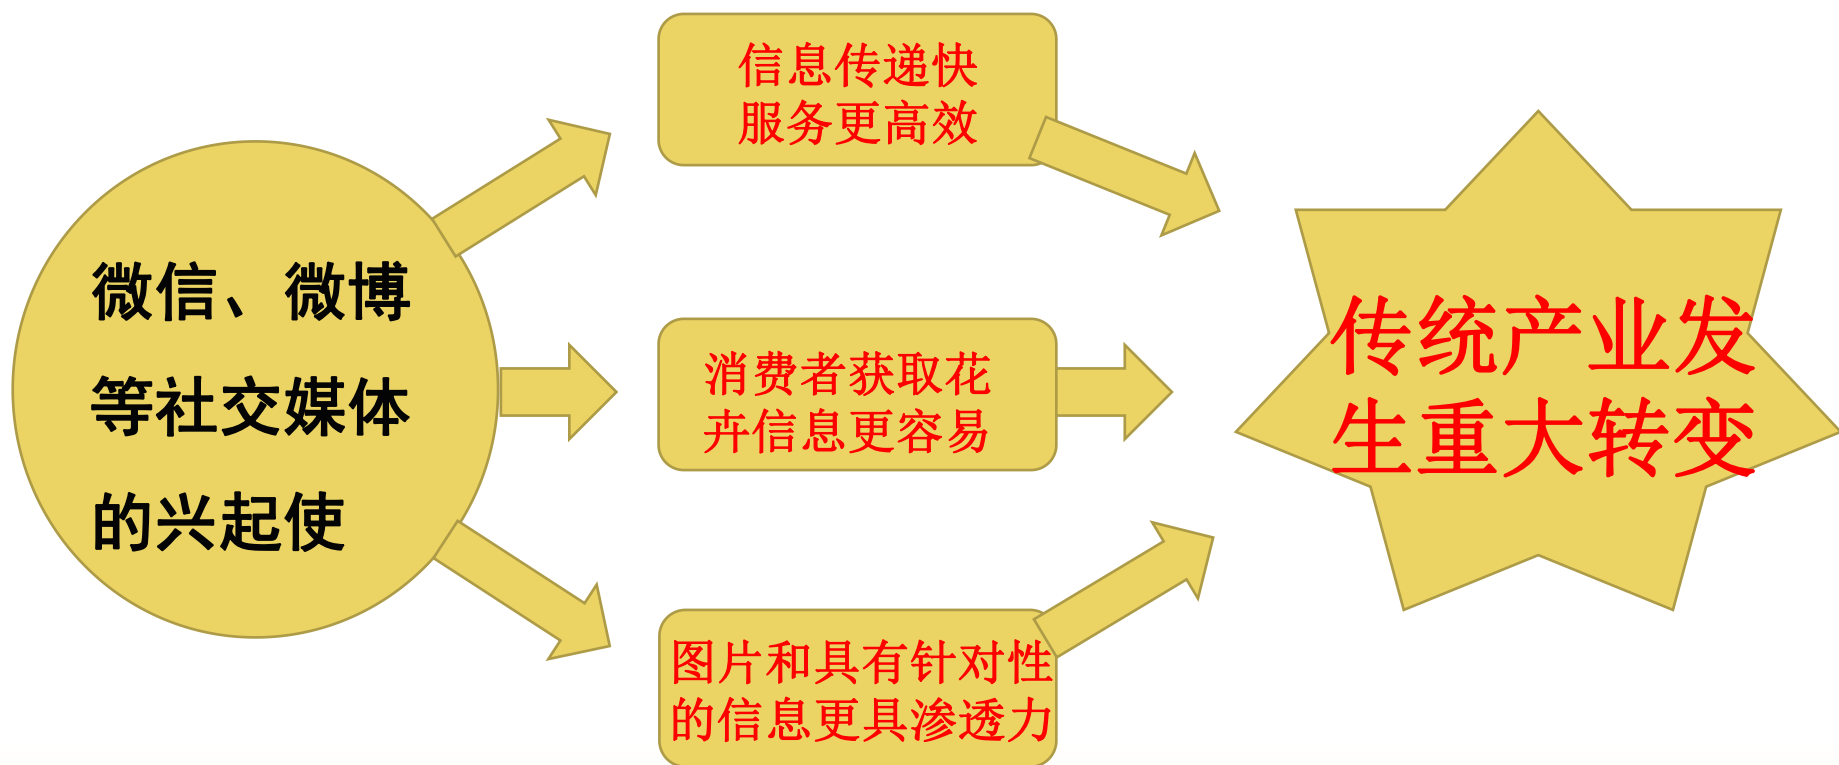 微信、微博
等社交媒体
的兴起使
信息传递快
服务更高效
消费者获取花
卉信息更容易
图片和具有针对性
的信息更具渗透力
传统产业发
生重大转变